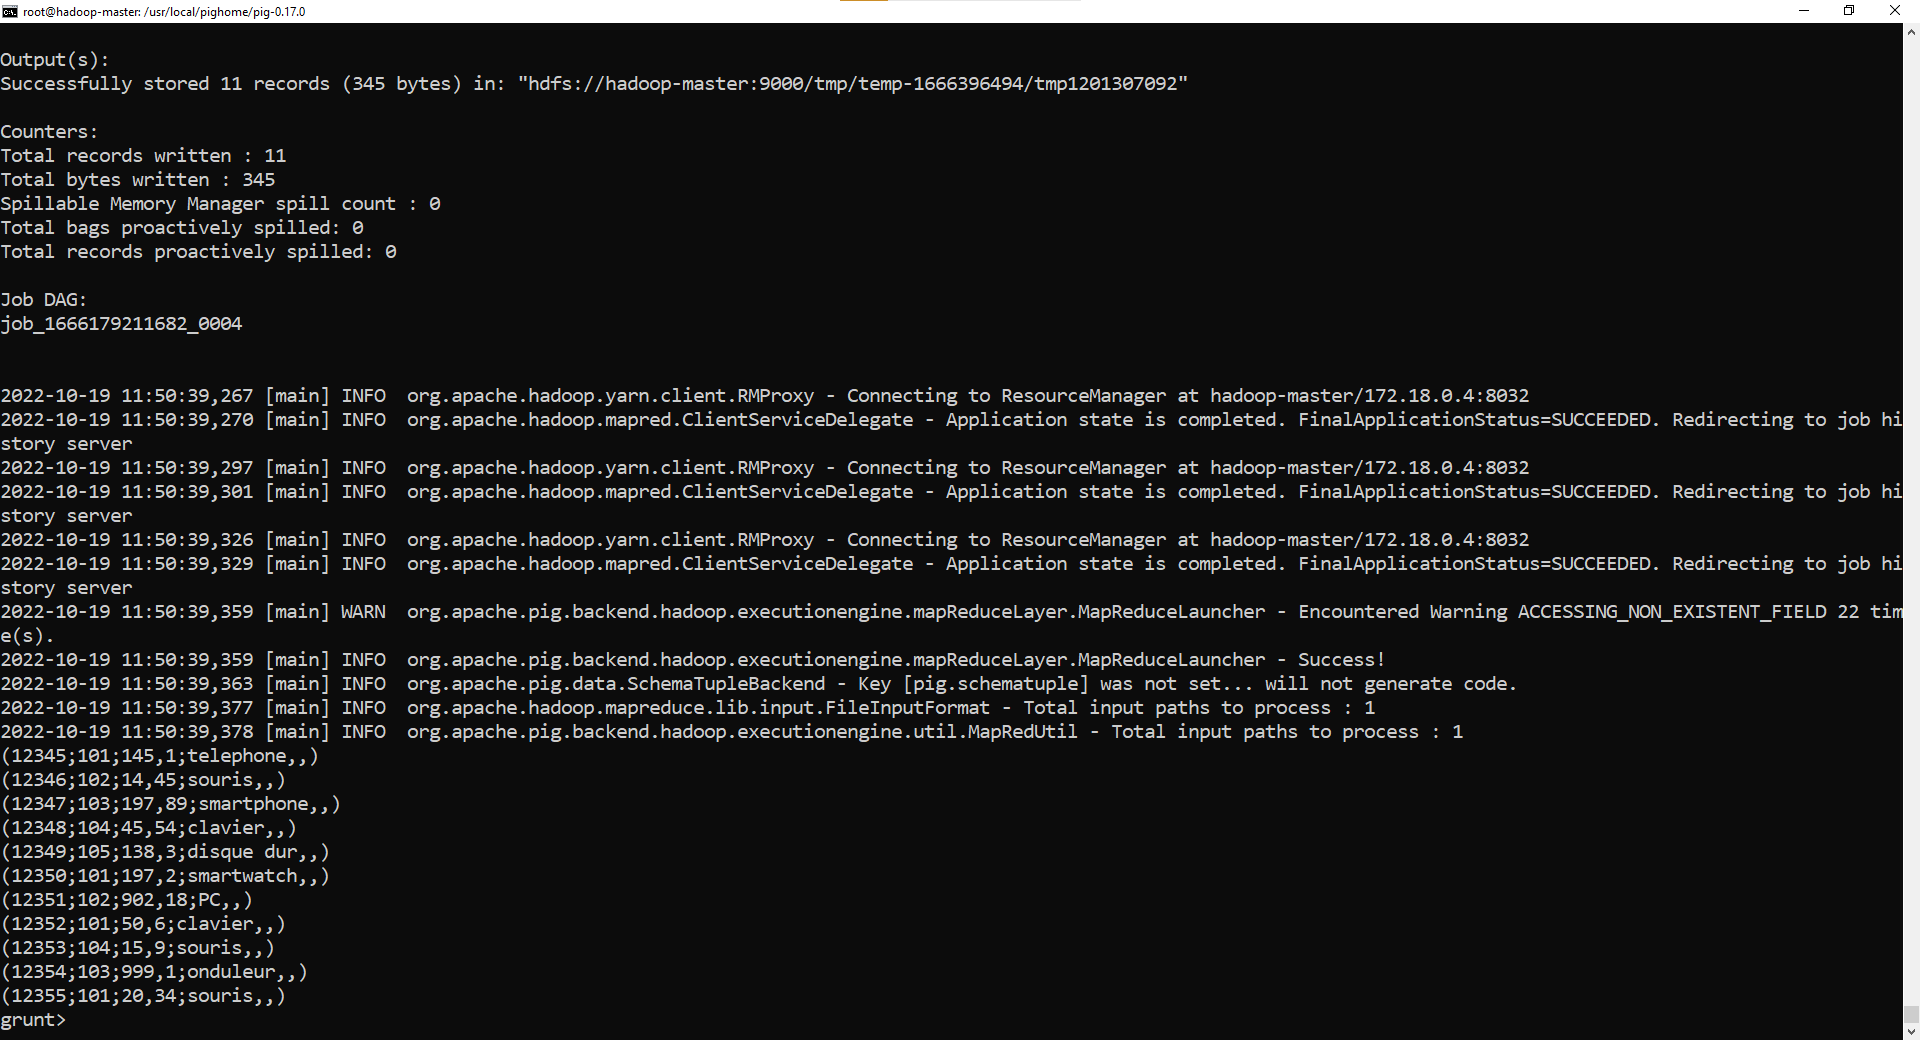 root@hadoop-master: /usr/local/pighome/pig-0.17.0
Output(s):
Successfully stored 11 records (345 bytes) in: "hdfs://hadoop-master:9000/tmp/temp-1666396494/tmp1201307092"
Counters:
Total records written : 11
Total bytes written : 345
Spillable Memory Manager spill count : 0
Total bags proactively spilled: 0
Total records proactively spilled: 0
Job DAG:
job_1666179211682_0004
2022-10-19 11:50:39,267 [main] INFO  org.apache.hadoop.yarn.client.RMProxy - Connecting to ResourceManager at hadoop-master/172.18.0.4:8032
2022-10-19 11:50:39,270 [main] INFO  org.apache.hadoop.mapred.ClientServiceDelegate - Application state is completed. FinalApplicationStatus=SUCCEEDED. Redirecting to job hi
story server
2022-10-19 11:50:39,297 [main] INFO  org.apache.hadoop.yarn.client.RMProxy - Connecting to ResourceManager at hadoop-master/172.18.0.4:8032
2022-10-19 11:50:39,301 [main] INFO  org.apache.hadoop.mapred.ClientServiceDelegate - Application state is completed. FinalApplicationStatus=SUCCEEDED. Redirecting to job hi
story server
2022-10-19 11:50:39,326 [main] INFO  org.apache.hadoop.yarn.client.RMProxy - Connecting to ResourceManager at hadoop-master/172.18.0.4:8032
2022-10-19 11:50:39,329 [main] INFO  org.apache.hadoop.mapred.ClientServiceDelegate - Application state is completed. FinalApplicationStatus=SUCCEEDED. Redirecting to job hi
story server
2022-10-19 11:50:39,359 [main] WARN  org.apache.pig.backend.hadoop.executionengine.mapReduceLayer.MapReduceLauncher - Encountered Warning ACCESSING_NON_EXISTENT_FIELD 22 tim
e(s).
2022-10-19 11:50:39,359 [main] INFO  org.apache.pig.backend.hadoop.executionengine.mapReduceLayer.MapReduceLauncher - Success!
2022-10-19 11:50:39,363 [main] INFO  org.apache.pig.data.SchemaTupleBackend - Key [pig.schematuple] was not set... will not generate code.
2022-10-19 11:50:39,377 [main] INFO  org.apache.hadoop.mapreduce.lib.input.FileInputFormat - Total input paths to process : 1
2022-10-19 11:50:39,378 [main] INFO  org.apache.pig.backend.hadoop.executionengine.util.MapRedUtil - Total input paths to process : 1
(12345;101;145,1;telephone,,)
(12346;102;14,45;souris,,)
(12347;103;197,89;smartphone,,)
(12348;104;45,54;clavier,,)
(12349;105;138,3;disque dur,,)
(12350;101;197,2;smartwatch,,)
(12351;102;902,18;PC,,)
(12352;101;50,6;clavier,,)
(12353;104;15,9;souris,,)
(12354;103;999,1;onduleur,,)
(12355;101;20,34;souris,,)
grunt>